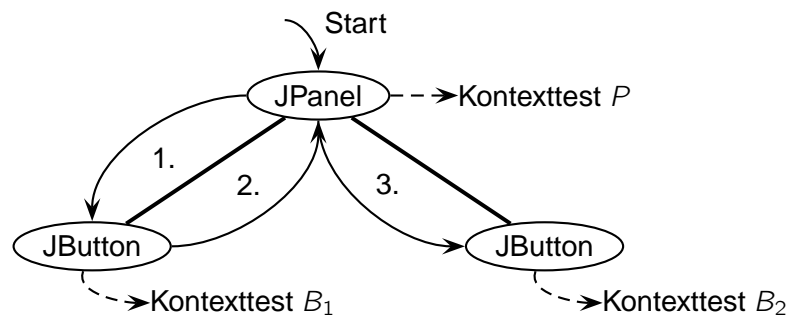 Start
JPanel
Kontexttest P
1.
2.
3.
JButton
JButton
Kontexttest B₁
Kontexttest B₂